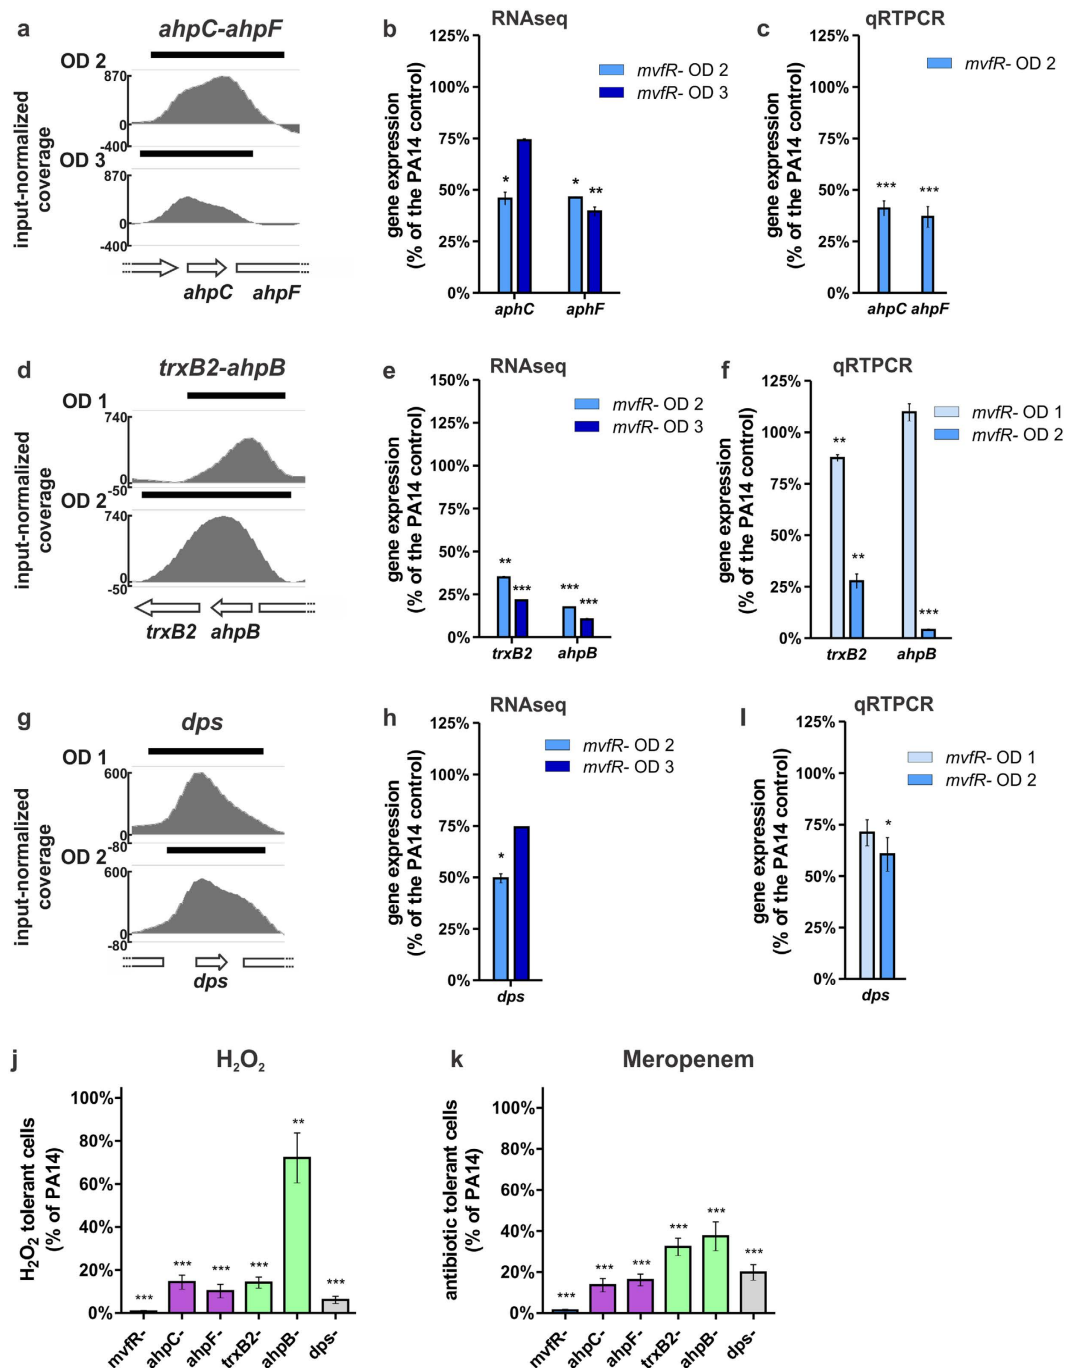 a
ahpC-ahpF
OD 2
870
0
-400
OD 3
870
0
-400
input-normalized
coverage
ahpC
ahpF
b
RNAseq
125%
100%
75%
50%
25%
0%
gene expression
(% of the PA14 control)
mvfR- OD 2
mvfR- OD 3
*
*
**
aphC
aphF
c
qRTPCR
125%
100%
75%
50%
25%
0%
gene expression
(% of the PA14 control)
mvfR- OD 2
***
***
ahpC ahpF
d
trxB2-ahpB
OD 1
740
0
-50
OD 2
740
0
-50
input-normalized
coverage
trxB2
ahpB
e
RNAseq
150%
125%
100%
75%
50%
25%
0%
gene expression
(% of the PA14 control)
mvfR- OD 2
mvfR- OD 3
**
***
***
***
trxB2
ahpB
f
qRTPCR
125%
100%
75%
50%
25%
0%
gene expression
(% of the PA14 control)
mvfR- OD 1
mvfR- OD 2
**
**
***
trxB2
ahpB
g
dps
OD 1
600
0
-80
OD 2
600
0
-80
input-normalized
coverage
dps
h
RNAseq
125%
100%
75%
50%
25%
0%
gene expression
(% of the PA14 control)
mvfR- OD 2
mvfR- OD 3
*
dps
I
qRTPCR
125%
100%
75%
50%
25%
0%
gene expression
(% of the PA14 control)
mvfR- OD 1
mvfR- OD 2
*
dps
j
H₂O₂
100%
80%
60%
40%
20%
0%
H₂O₂ tolerant cells
(% of PA14)
***
***
***
***
**
***
mvfR-
ahpC-
ahpF-
trxB2-
ahpB-
dps-
k
Meropenem
100%
80%
60%
40%
20%
0%
antibiotic tolerant cells
(% of PA14)
***
***
***
***
***
***
mvfR-
ahpC-
ahpF-
trxB2-
ahpB-
dps-